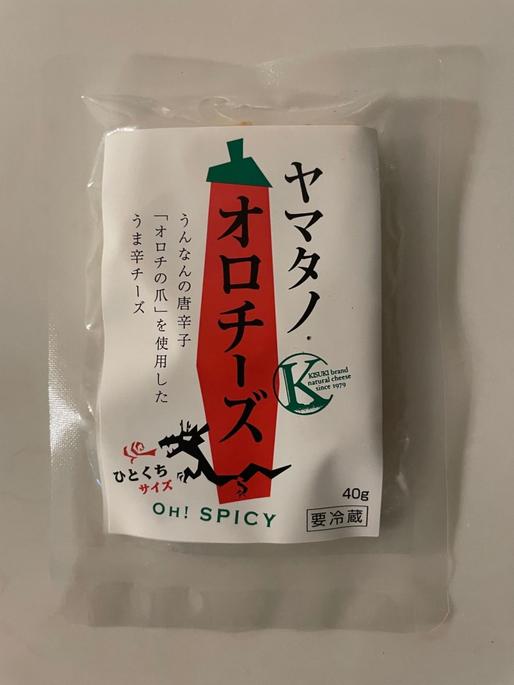 ヤマタノ
オロチーズ
うんなんの唐辛子
「オロチの爪」を使用した
うま辛チーズ
K
KISUKI brand
natural cheese
since 1979
ひとくち
サイズ
OH! SPICY
40g
要冷蔵